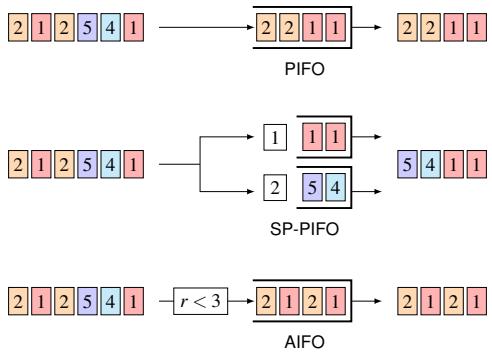 2 1 2 5 4 1 2 2 1 1 2 2 1 1
PIFO
1 1 1
2 1 2 5 4 1 5 4 1 1
2 5 4
SP-PIFO
2 1 2 5 4 1 r < 3 2 1 2 1 2 1 2 1
AIFO